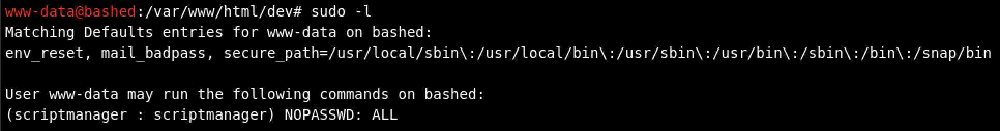 www-data@bashed:/var/www/html/dev# sudo -l
Matching Defaults entries for www-data on bashed:
env_reset, mail_badpass, secure_path=/usr/local/sbin\:/usr/local/bin\:/usr/sbin\:/usr/bin\:/sbin\:/bin\:/snap/bin
User www-data may run the following commands on bashed:
(scriptmanager : scriptmanager) NOPASSWD: ALL